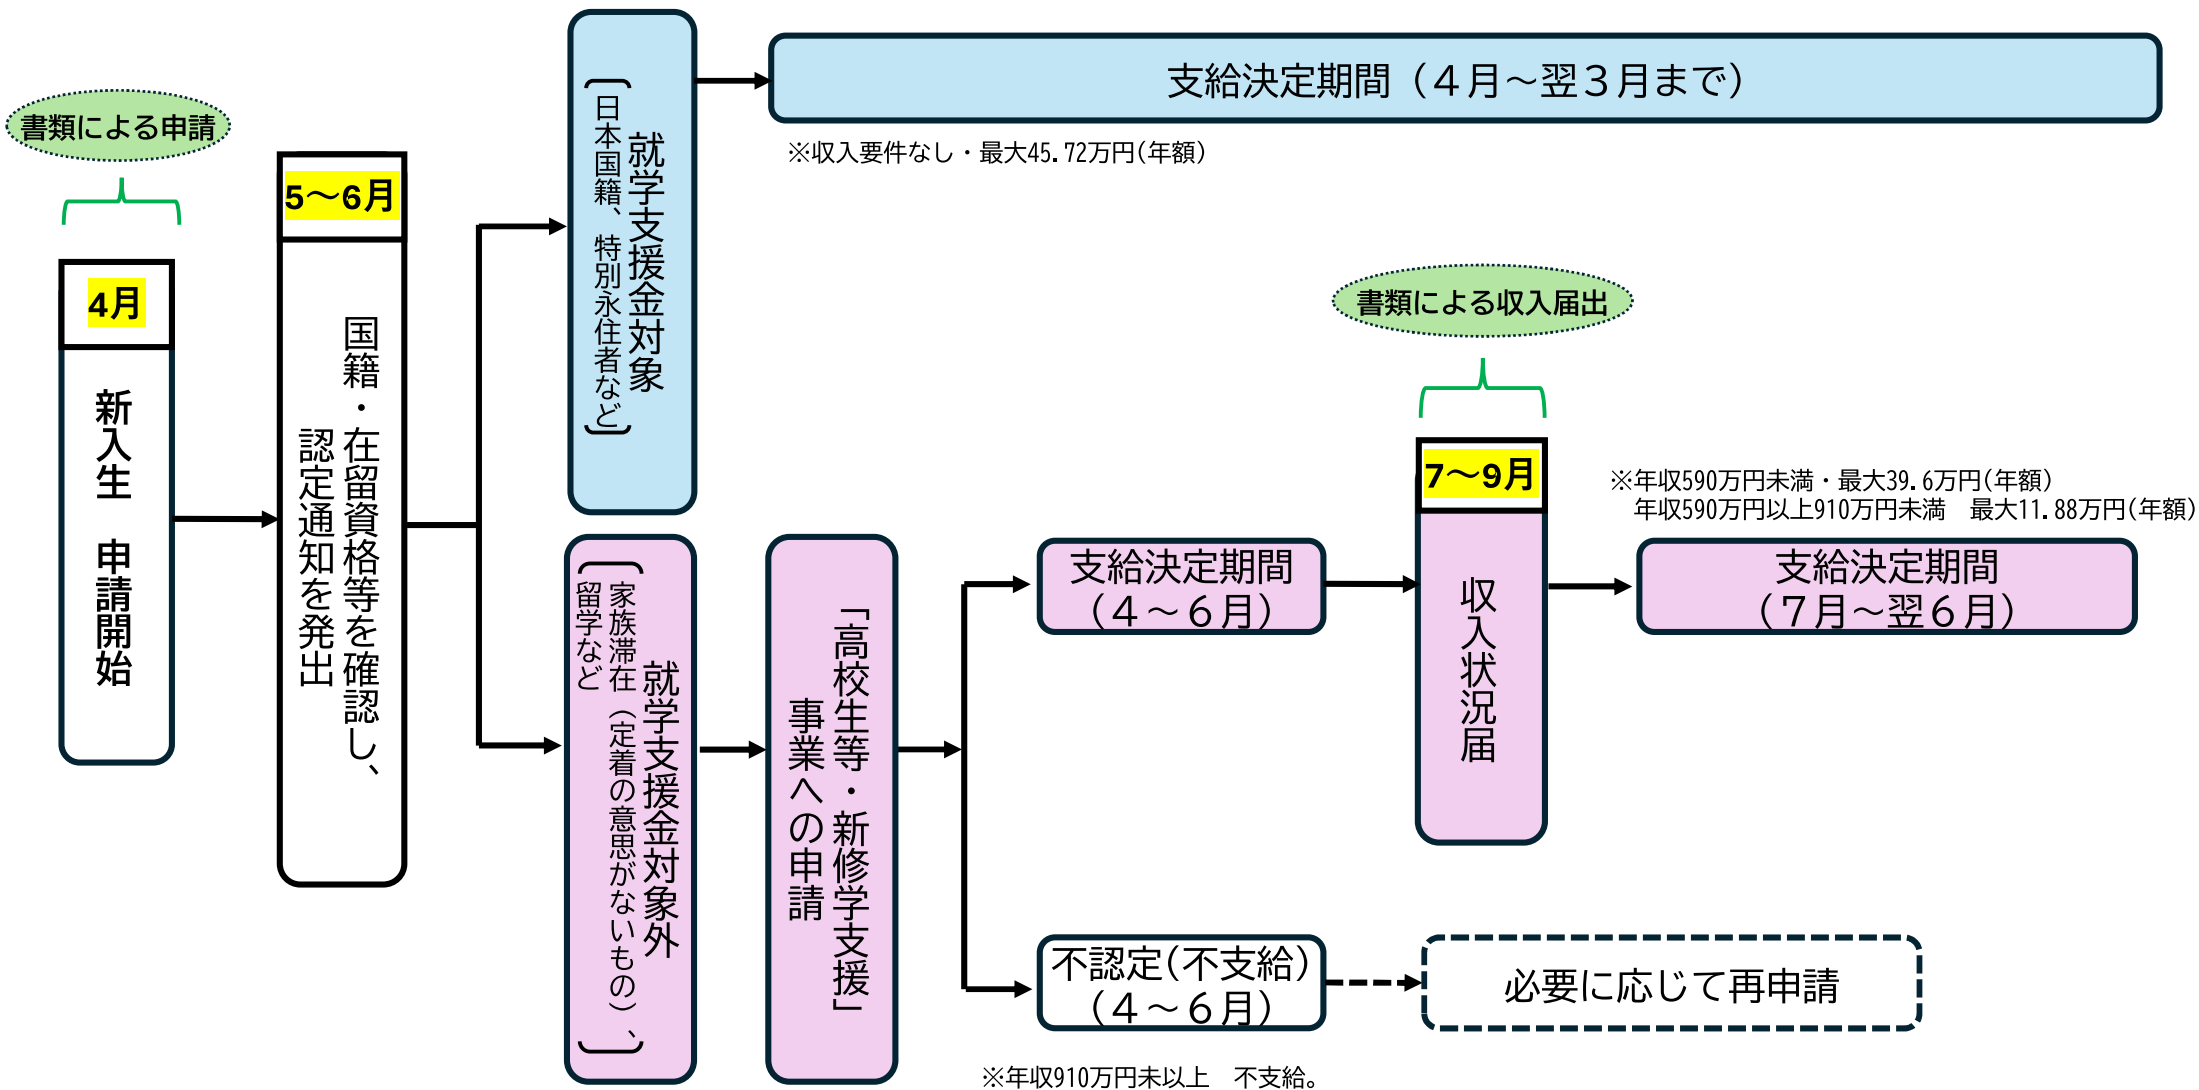 書類による申請
4月
新入生　申請開始
5～6月
国籍・在留資格等を確認し、
認定通知を発出
就学支援金対象
〔日本国籍、特別永住者など〕
支給決定期間（４月～翌３月まで）
※収入要件なし・最大45.72万円(年額)
就学支援金対象外
〔家族滞在（定着の意思がないもの）、
留学など〕
「高校生等・新修学支援」
事業への申請
支給決定期間
（４～６月）
書類による収入届出
7～9月
収入状況届
※年収590万円未満・最大39.6万円(年額)
年収590万円以上910万円未満　最大11.88万円(年額)
支給決定期間
（７月～翌６月）
不認定(不支給)
（４～６月）
必要に応じて再申請
※年収910万円未以上　不支給。